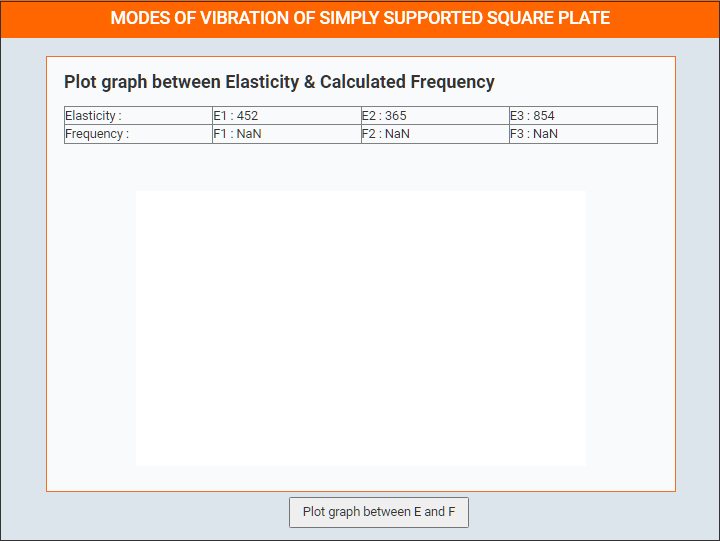 MODES OF VIBRATION OF SIMPLY SUPPORTED SQUARE PLATE
Plot graph between Elasticity & Calculated Frequency
Elasticity : E1 : 452 E2 : 365 E3 : 854
Frequency : F1 : NaN F2 : NaN F3 : NaN
Plot graph between E and F